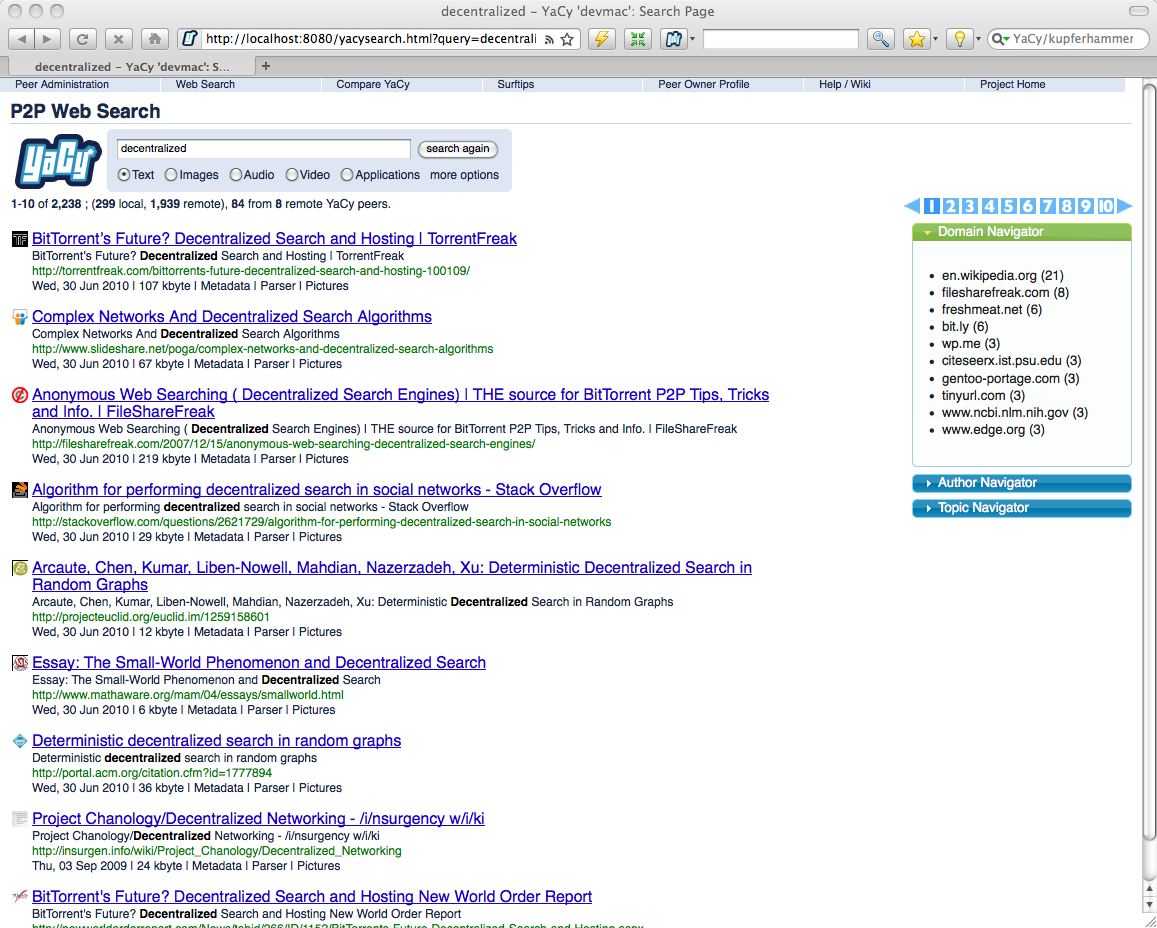 decentralized – YaCy 'devmac': Search Page
http://localhost:8080/yacysearch.html?query=decentrali
YaCy/kupferhammer
decentralized – YaCy 'devmac': S...
Peer Administration Web Search Compare YaCy Surftips Peer Owner Profile Help / Wiki Project Home
P2P Web Search
YaCy
decentralized search again
Text Images Audio Video Applications more options
1-10 of 2,238 ; (299 local, 1,939 remote), 84 from 8 remote YaCy peers.
1 2 3 4 5 6 7 8 9 10
BitTorrent's Future? Decentralized Search and Hosting | TorrentFreak
BitTorrent's Future? Decentralized Search and Hosting | TorrentFreak
http://torrentfreak.com/bittorrents-future-decentralized-search-and-hosting-100109/
Wed, 30 Jun 2010 | 107 kbyte | Metadata | Parser | Pictures
Complex Networks And Decentralized Search Algorithms
Complex Networks And Decentralized Search Algorithms
http://www.slideshare.net/poga/complex-networks-and-decentralized-search-algorithms
Wed, 30 Jun 2010 | 67 kbyte | Metadata | Parser | Pictures
Anonymous Web Searching ( Decentralized Search Engines) | THE source for BitTorrent P2P Tips, Tricks
and Info. | FileShareFreak
Anonymous Web Searching ( Decentralized Search Engines) | THE source for BitTorrent P2P Tips, Tricks and Info. | FileShareFreak
http://filesharefreak.com/2007/12/15/anonymous-web-searching-decentralized-search-engines/
Wed, 30 Jun 2010 | 219 kbyte | Metadata | Parser | Pictures
Algorithm for performing decentralized search in social networks - Stack Overflow
Algorithm for performing decentralized search in social networks - Stack Overflow
http://stackoverflow.com/questions/2621729/algorithm-for-performing-decentralized-search-in-social-networks
Wed, 30 Jun 2010 | 29 kbyte | Metadata | Parser | Pictures
Arcaute, Chen, Kumar, Liben-Nowell, Mahdian, Nazerzadeh, Xu: Deterministic Decentralized Search in
Random Graphs
Arcaute, Chen, Kumar, Liben-Nowell, Mahdian, Nazerzadeh, Xu: Deterministic Decentralized Search in Random Graphs
http://projecteuclid.org/euclid.im/1259158601
Wed, 30 Jun 2010 | 12 kbyte | Metadata | Parser | Pictures
Essay: The Small-World Phenomenon and Decentralized Search
Essay: The Small-World Phenomenon and Decentralized Search
http://www.mathaware.org/mam/04/essays/smallworld.html
Wed, 30 Jun 2010 | 6 kbyte | Metadata | Parser | Pictures
Deterministic decentralized search in random graphs
Deterministic decentralized search in random graphs
http://portal.acm.org/citation.cfm?id=1777894
Wed, 30 Jun 2010 | 36 kbyte | Metadata | Parser | Pictures
Project Chanology/Decentralized Networking - /i/nsurgency w/i/ki
Project Chanology/Decentralized Networking - /i/nsurgency w/i/ki
http://insurgen.info/wiki/Project_Chanology/Decentralized_Networking
Thu, 03 Sep 2009 | 24 kbyte | Metadata | Parser | Pictures
BitTorrent's Future? Decentralized Search and Hosting New World Order Report
BitTorrent's Future? Decentralized Search and Hosting New World Order Report
Domain Navigator
en.wikipedia.org (21)
filesharefreak.com (8)
freshmeat.net (6)
bit.ly (6)
wp.me (3)
citeseerx.ist.psu.edu (3)
gentoo-portage.com (3)
tinyurl.com (3)
www.ncbi.nlm.nih.gov (3)
www.edge.org (3)
Author Navigator
Topic Navigator